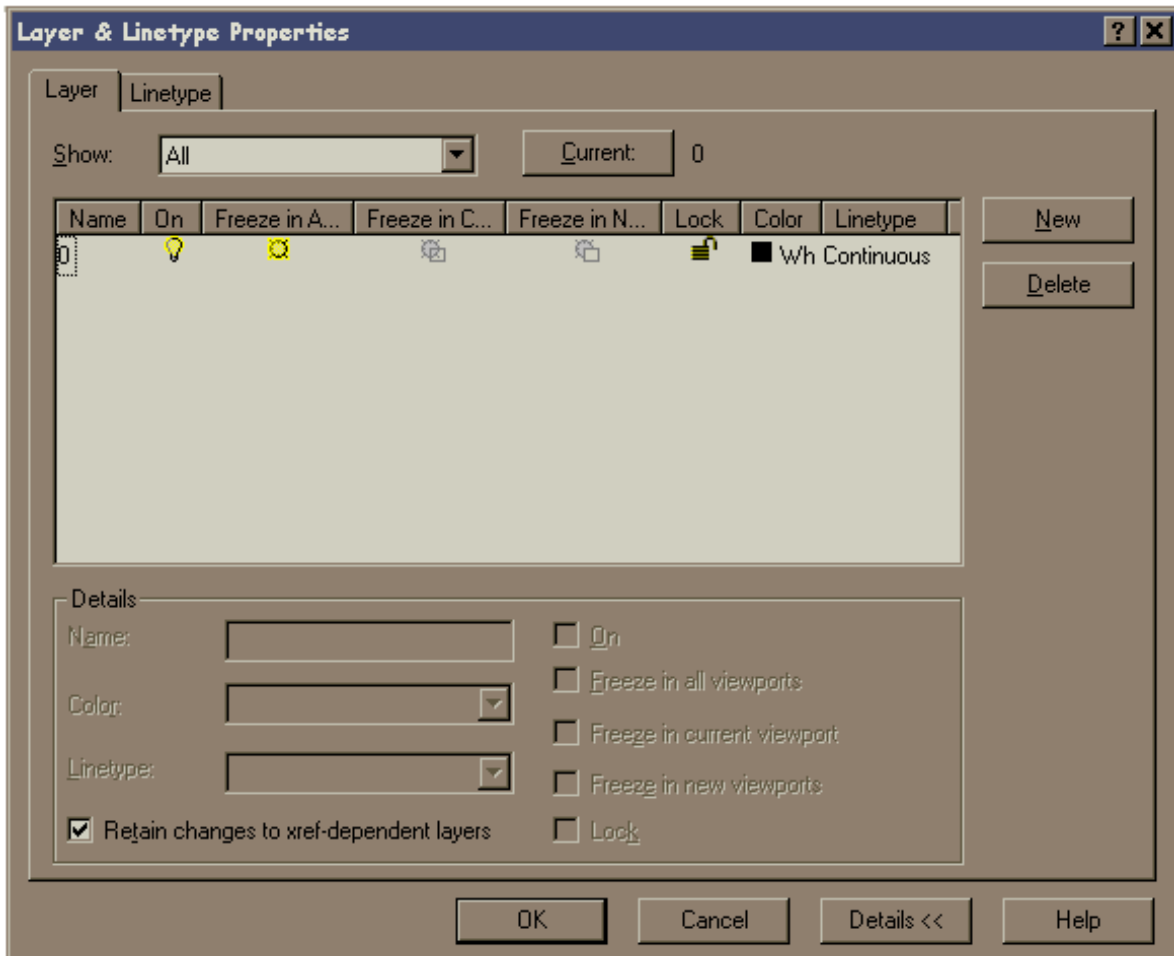 Layer & Linetype Properties
Layer Linetype
Show: All Current: 0
Name On Freeze in A... Freeze in C... Freeze in N... Lock Color Linetype
0 Wh Continuous
New
Delete
Details
Name: On
Freeze in all viewports
Color: Freeze in current viewport
Linetype: Freeze in new viewports
Retain changes to xref-dependent layers Lock
OK Cancel Details << Help